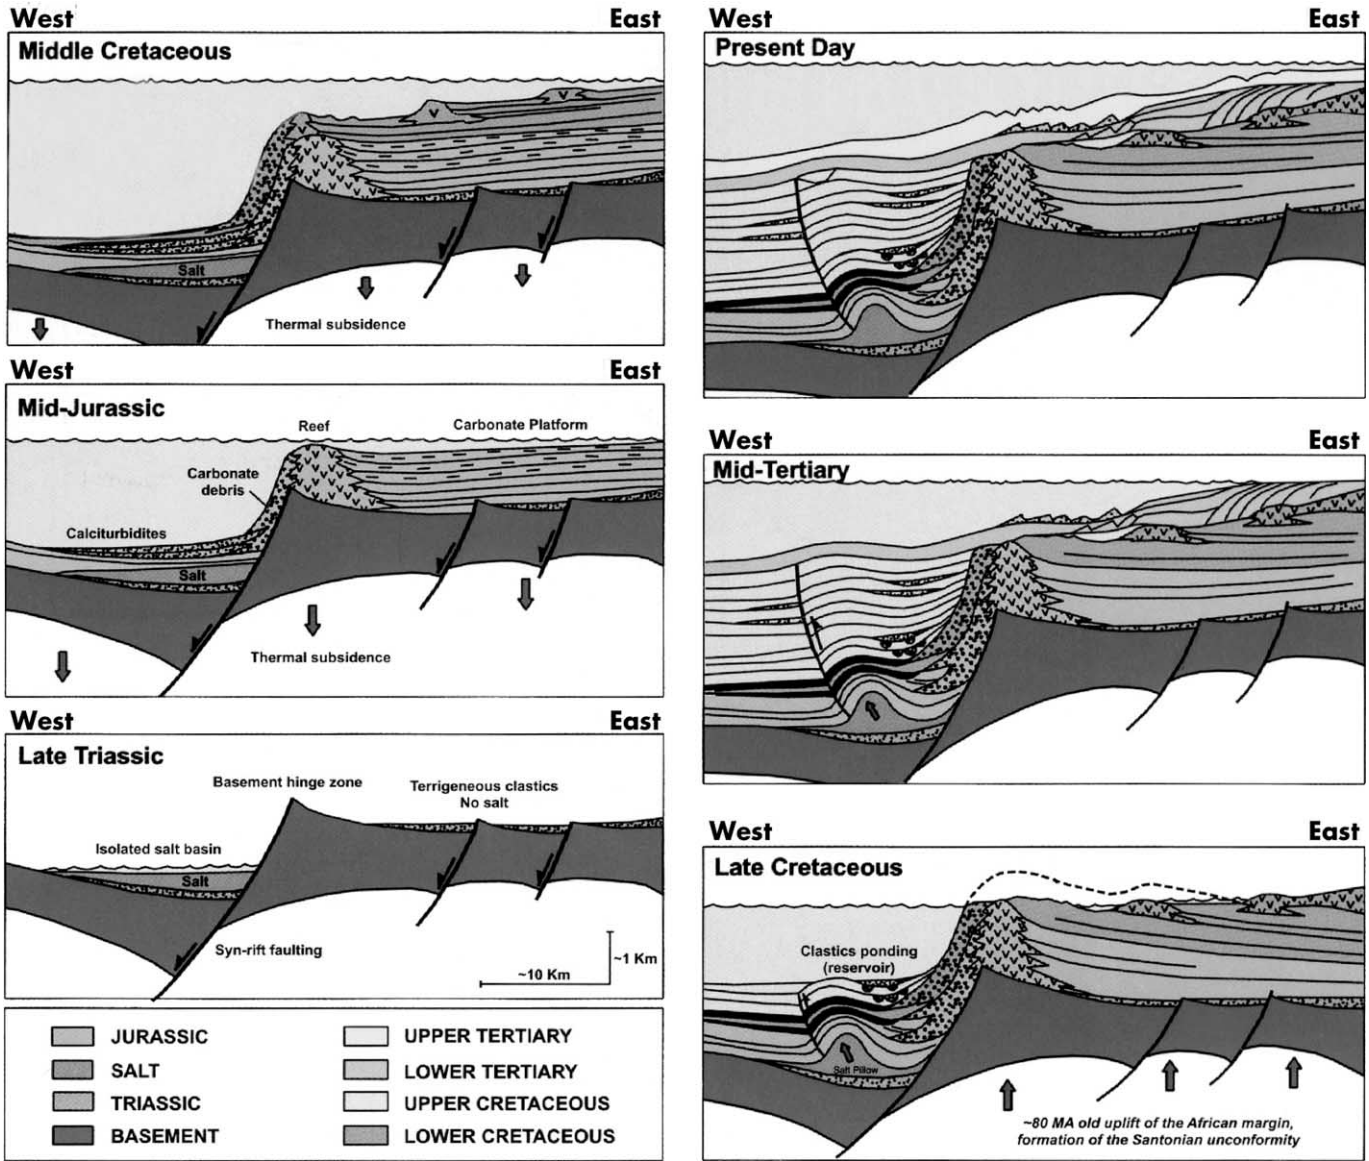 West East
Middle Cretaceous
Salt
Thermal subsidence
West East
Mid-Jurassic
Reef
Carbonate Platform
Carbonate
debris
Calciturbidites
Salt
Thermal subsidence
West East
Late Triassic
Basement hinge zone
Terrigeneous clastics
No salt
Isolated salt basin
Salt
Syn-rift faulting
~10 Km
~1 Km
JURASSIC
SALT
TRIASSIC
BASEMENT
UPPER TERTIARY
LOWER TERTIARY
UPPER CRETACEOUS
LOWER CRETACEOUS
West East
Present Day
West East
Mid-Tertiary
West East
Late Cretaceous
Clastics ponding
(reservoir)
Salt Pillow
~80 MA old uplift of the African margin,
formation of the Santonian unconformity